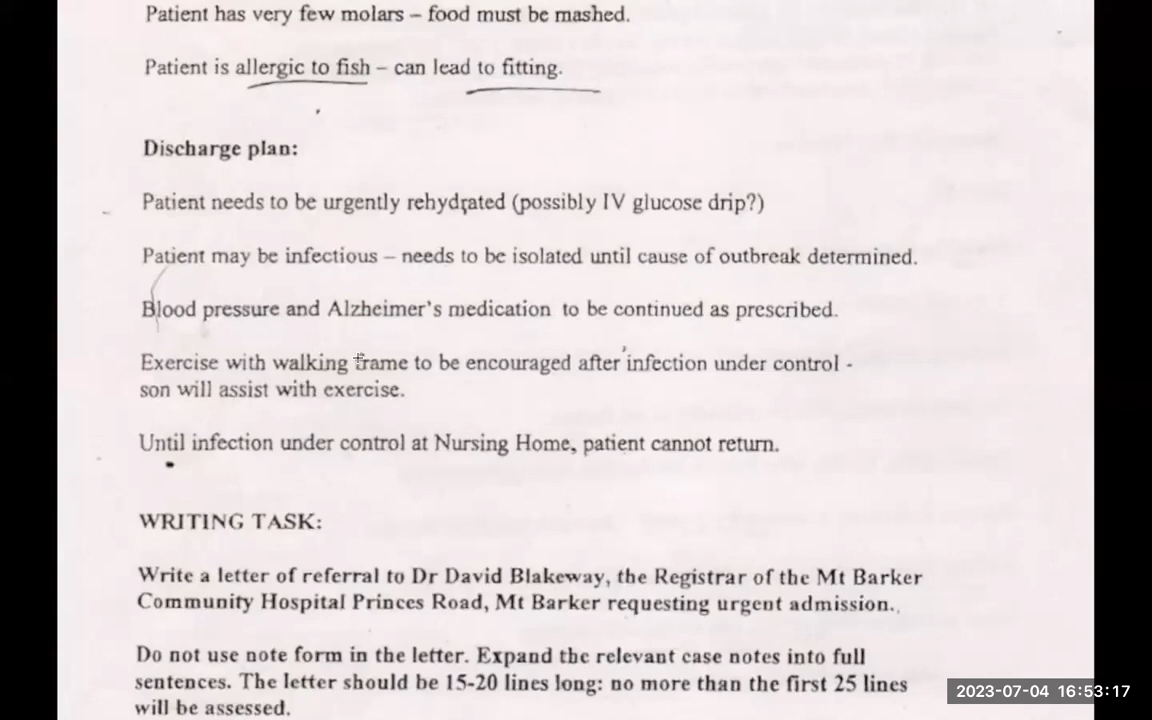 Patient has very few molars – food must be mashed.
Patient is allergic to fish – can lead to fitting.
Discharge plan:
Patient needs to be urgently rehydrated (possibly IV glucose drip?)
Patient may be infectious – needs to be isolated until cause of outbreak determined.
Blood pressure and Alzheimer's medication to be continued as prescribed.
Exercise with walking frame to be encouraged after infection under control -
son will assist with exercise.
Until infection under control at Nursing Home, patient cannot return.
WRITING TASK:
Write a letter of referral to Dr David Blakeway, the Registrar of the Mt Barker
Community Hospital Princes Road, Mt Barker requesting urgent admission.
Do not use note form in the letter. Expand the relevant case notes into full
sentences. The letter should be 15-20 lines long: no more than the first 25 lines
will be assessed.
2023-07-04 16:53:17